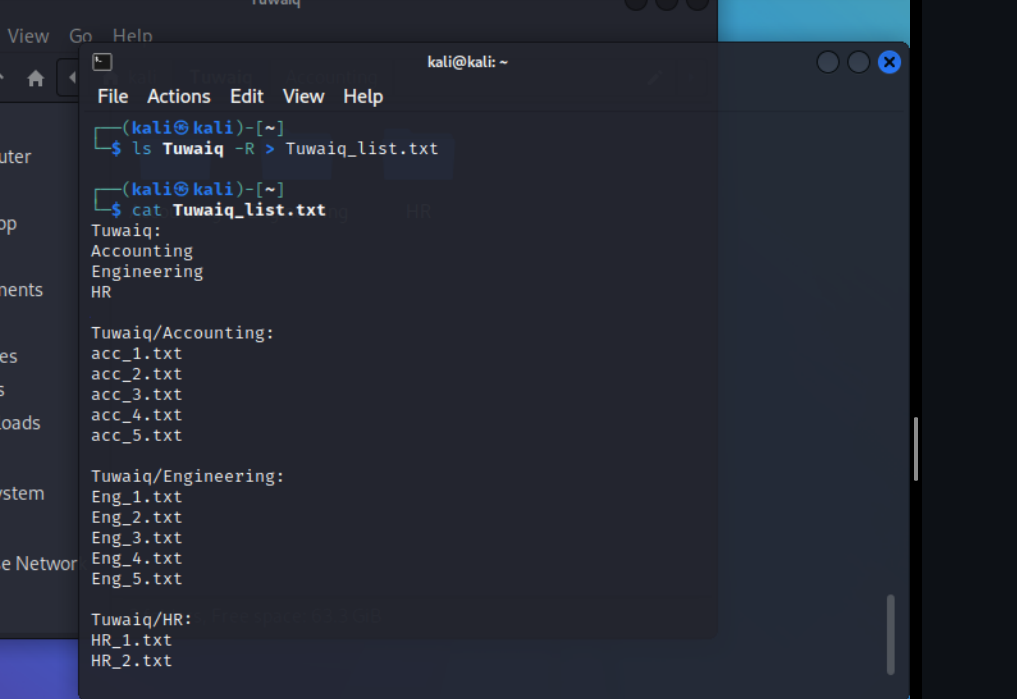 Tuwaiq
View Go Help
kali@kali: ~
File Actions Edit View Help
┌──(kali㉿kali)-[~]
└─$ ls Tuwaiq -R > Tuwaiq_list.txt
┌──(kali㉿kali)-[~]
└─$ cat Tuwaiq_list.txt
Tuwaiq:
Accounting
Engineering
HR
Tuwaiq/Accounting:
acc_1.txt
acc_2.txt
acc_3.txt
acc_4.txt
acc_5.txt
Tuwaiq/Engineering:
Eng_1.txt
Eng_2.txt
Eng_3.txt
Eng_4.txt
Eng_5.txt
Tuwaiq/HR:
HR_1.txt
HR_2.txt
uter
op
ments
es
s
loads
ystem
se Networ